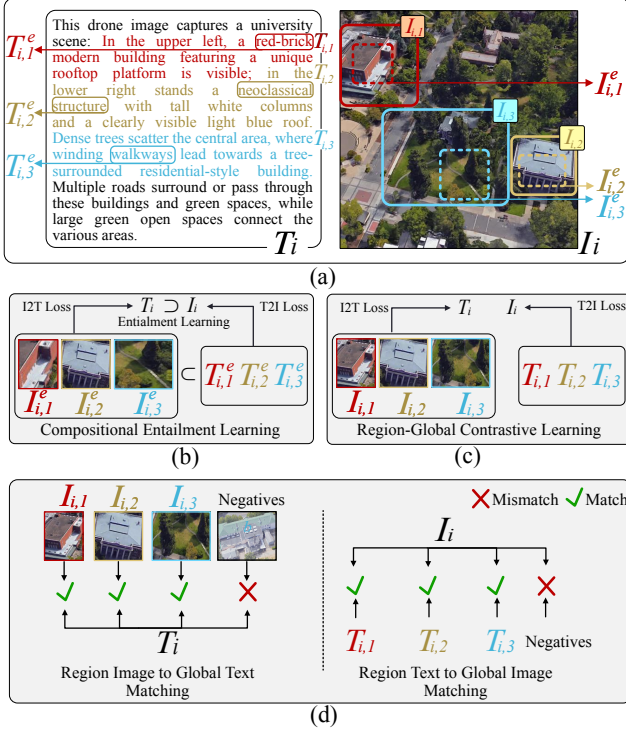 This drone image captures a university
scene: In the upper left, a red-brick
modern building featuring a unique
rooftop platform is visible; in the
lower right stands a neoclassical
structure with tall white columns
and a clearly visible light blue roof.
Dense trees scatter the central area, where
winding walkways lead towards a tree-
surrounded residential-style building.
Multiple roads surround or pass through
these buildings and green spaces, while
large green open spaces connect the
various areas.
T^e_{i,1}
T^e_{i,2}
T^e_{i,3}
T_{i,1}
T_{i,2}
T_{i,3}
T_i
I_{i,1}
I_{i,3}
I_{i,2}
I^e_{i,1}
I^e_{i,2}
I^e_{i,3}
I_i
(a)
I2T Loss T_i ⊃ I_i T2I Loss
Entialment Learning
I^e_{i,1} I^e_{i,2} I^e_{i,3} ⊂ T^e_{i,1} T^e_{i,2} T^e_{i,3}
Compositional Entailment Learning
(b)
I2T Loss T_i I_i T2I Loss
I_{i,1} I_{i,2} I_{i,3} T_{i,1} T_{i,2} T_{i,3}
Region-Global Contrastive Learning
(c)
I_{i,1} I_{i,2} I_{i,3} Negatives
T_i
Region Image to Global Text
Matching
Mismatch Match
I_i
T_{i,1} T_{i,2} T_{i,3} Negatives
Region Text to Global Image
Matching
(d)